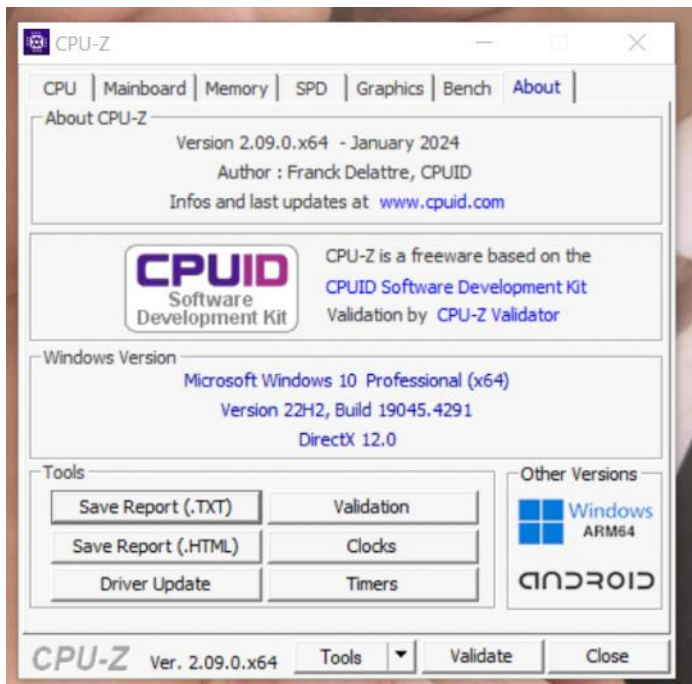 CPU-Z
CPU Mainboard Memory SPD Graphics Bench About
About CPU-Z
Version 2.09.0.x64 - January 2024
Author : Franck Delattre, CPUID
Infos and last updates at www.cpuid.com
CPUID
Software
Development Kit
CPU-Z is a freeware based on the
CPUID Software Development Kit
Validation by CPU-Z Validator
Windows Version
Microsoft Windows 10 Professional (x64)
Version 22H2, Build 19045.4291
DirectX 12.0
Tools
Save Report (.TXT) Validation
Save Report (.HTML) Clocks
Driver Update Timers
Other Versions
Windows
ARM64
android
CPU-Z Ver. 2.09.0.x64 Tools Validate Close